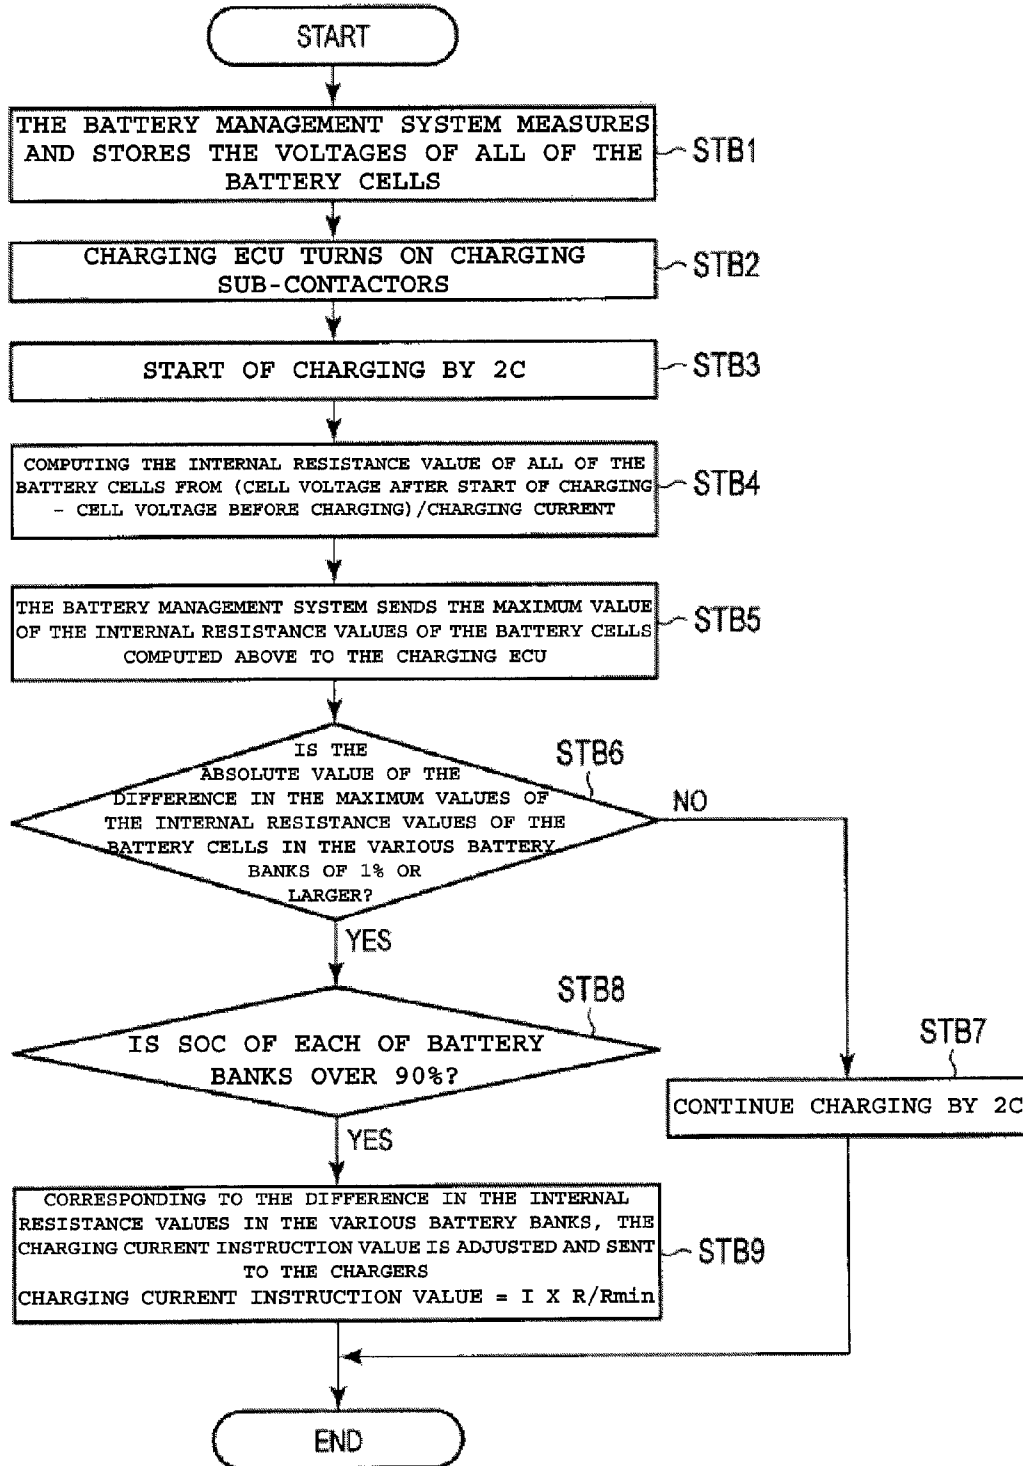 START
THE BATTERY MANAGEMENT SYSTEM MEASURES
AND STORES THE VOLTAGES OF ALL OF THE
BATTERY CELLS
STB1
CHARGING ECU TURNS ON CHARGING
SUB-CONTACTORS
STB2
START OF CHARGING BY 2C
STB3
COMPUTING THE INTERNAL RESISTANCE VALUE OF ALL OF THE
BATTERY CELLS FROM (CELL VOLTAGE AFTER START OF CHARGING
- CELL VOLTAGE BEFORE CHARGING)/CHARGING CURRENT
STB4
THE BATTERY MANAGEMENT SYSTEM SENDS THE MAXIMUM VALUE
OF THE INTERNAL RESISTANCE VALUES OF THE BATTERY CELLS
COMPUTED ABOVE TO THE CHARGING ECU
STB5
IS THE
ABSOLUTE VALUE OF THE
DIFFERENCE IN THE MAXIMUM VALUES OF
THE INTERNAL RESISTANCE VALUES OF THE
BATTERY CELLS IN THE VARIOUS BATTERY
BANKS OF 1% OR
LARGER?
STB6
NO
YES
IS SOC OF EACH OF BATTERY
BANKS OVER 90%?
STB8
STB7
CONTINUE CHARGING BY 2C
YES
CORRESPONDING TO THE DIFFERENCE IN THE INTERNAL
RESISTANCE VALUES IN THE VARIOUS BATTERY BANKS, THE
CHARGING CURRENT INSTRUCTION VALUE IS ADJUSTED AND SENT
TO THE CHARGERS
CHARGING CURRENT INSTRUCTION VALUE = I X R/Rmin
STB9
END